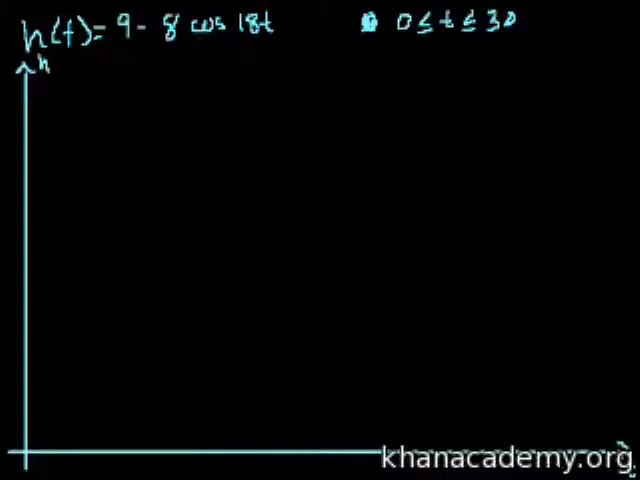 h(t) = 9 - 8 cos 18t 0 ≤ t ≤ 30
h
khanacademy.org